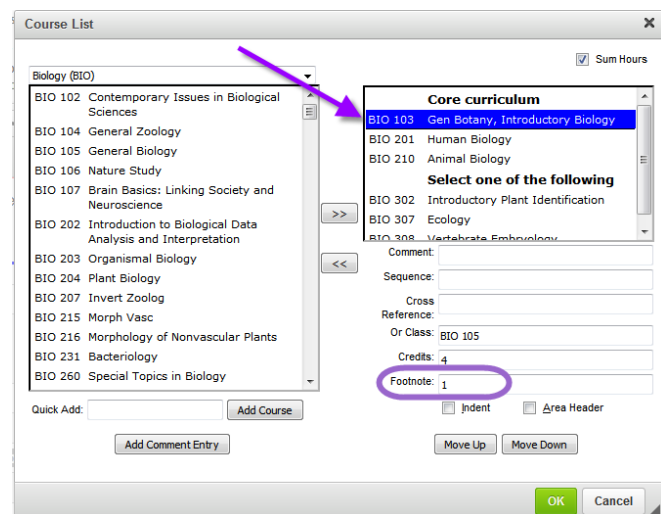 Course List
Sum Hours
Biology (BIO)
BIO 102 Contemporary Issues in Biological
Sciences
BIO 104 General Zoology
BIO 105 General Biology
BIO 106 Nature Study
BIO 107 Brain Basics: Linking Society and
Neuroscience
BIO 202 Introduction to Biological Data
Analysis and Interpretation
BIO 203 Organismal Biology
BIO 204 Plant Biology
BIO 207 Invert Zoolog
BIO 215 Morph Vasc
BIO 216 Morphology of Nonvascular Plants
BIO 231 Bacteriology
BIO 260 Special Topics in Biology
>>
<<
Core curriculum
BIO 103 Gen Botany, Introductory Biology
BIO 201 Human Biology
BIO 210 Animal Biology
Select one of the following
BIO 302 Introductory Plant Identification
BIO 307 Ecology
BIO 308 Vertebrate Embryology
Comment:
Sequence:
Cross
Reference:
Or Class: BIO 105
Credits: 4
Footnote: 1
Indent
Area Header
Quick Add:
Add Course
Add Comment Entry
Move Up
Move Down
OK
Cancel